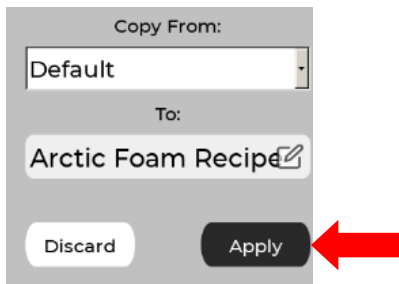 Copy From:
Default
To:
Arctic Foam Recipe
Discard
Apply